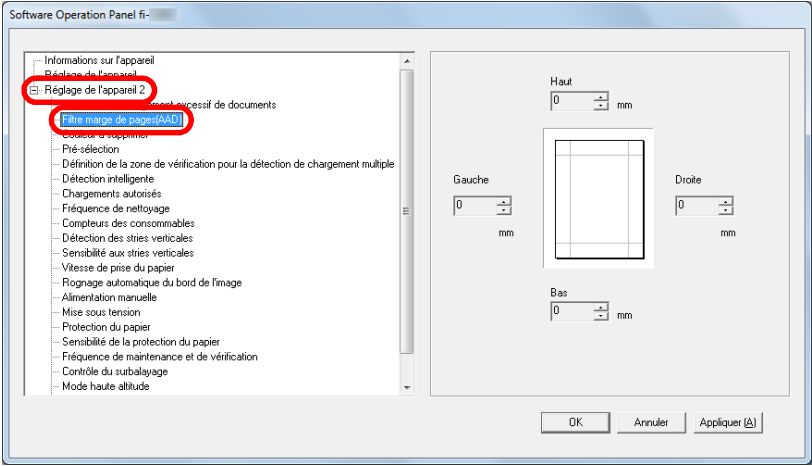 Software Operation Panel fi-
Informations sur l'appareil
Réglage de l'appareil
Réglage de l'appareil 2
excessif de documents
Filtre marge de pages(AAD)
Couleur à supprimer
Pré-sélection
Définition de la zone de vérification pour la détection de chargement multiple
Détection intelligente
Chargements autorisés
Fréquence de nettoyage
Compteurs des consommables
Détection des stries verticales
Sensibilité aux stries verticales
Vitesse de prise du papier
Rognage automatique du bord de l'image
Alimentation manuelle
Mise sous tension
Protection du papier
Sensibilité de la protection du papier
Fréquence de maintenance et de vérification
Contrôle du surbalayage
Mode haute altitude
Haut
0 mm
Gauche
0
mm
Droite
0
mm
Bas
0 mm
OK Annuler Appliquer (A)